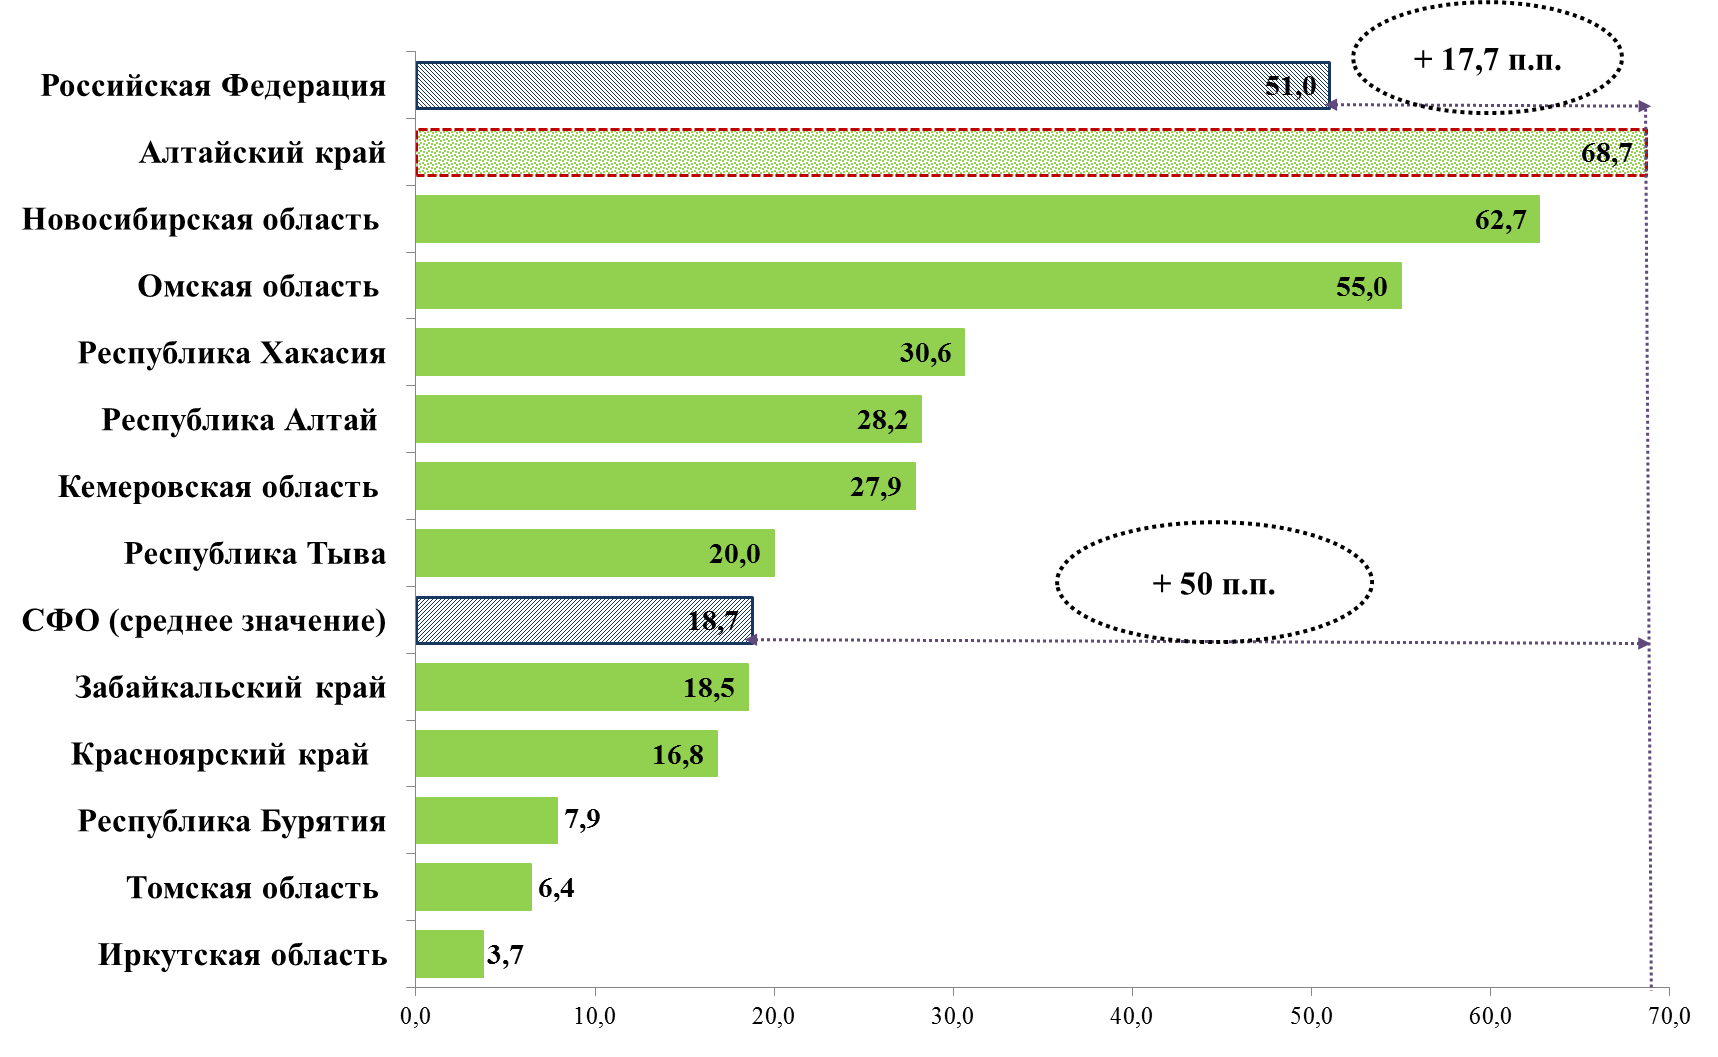 + 17,7 п.п.
Российская Федерация 51,0
Алтайский край 68,7
Новосибирская область 62,7
Омская область 55,0
Республика Хакасия 30,6
Республика Алтай 28,2
Кемеровская область 27,9
Республика Тыва 20,0
+ 50 п.п.
СФО (среднее значение) 18,7
Забайкальский край 18,5
Красноярский край 16,8
Республика Бурятия 7,9
Томская область 6,4
Иркутская область 3,7
0,0 10,0 20,0 30,0 40,0 50,0 60,0 70,0